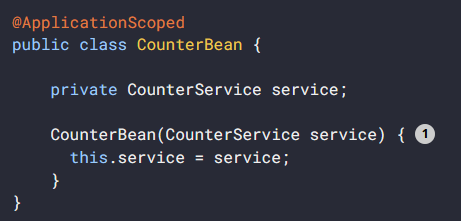 @ApplicationScoped
public class CounterBean {
private CounterService service;
CounterBean(CounterService service) { 1
this.service = service;
}
}